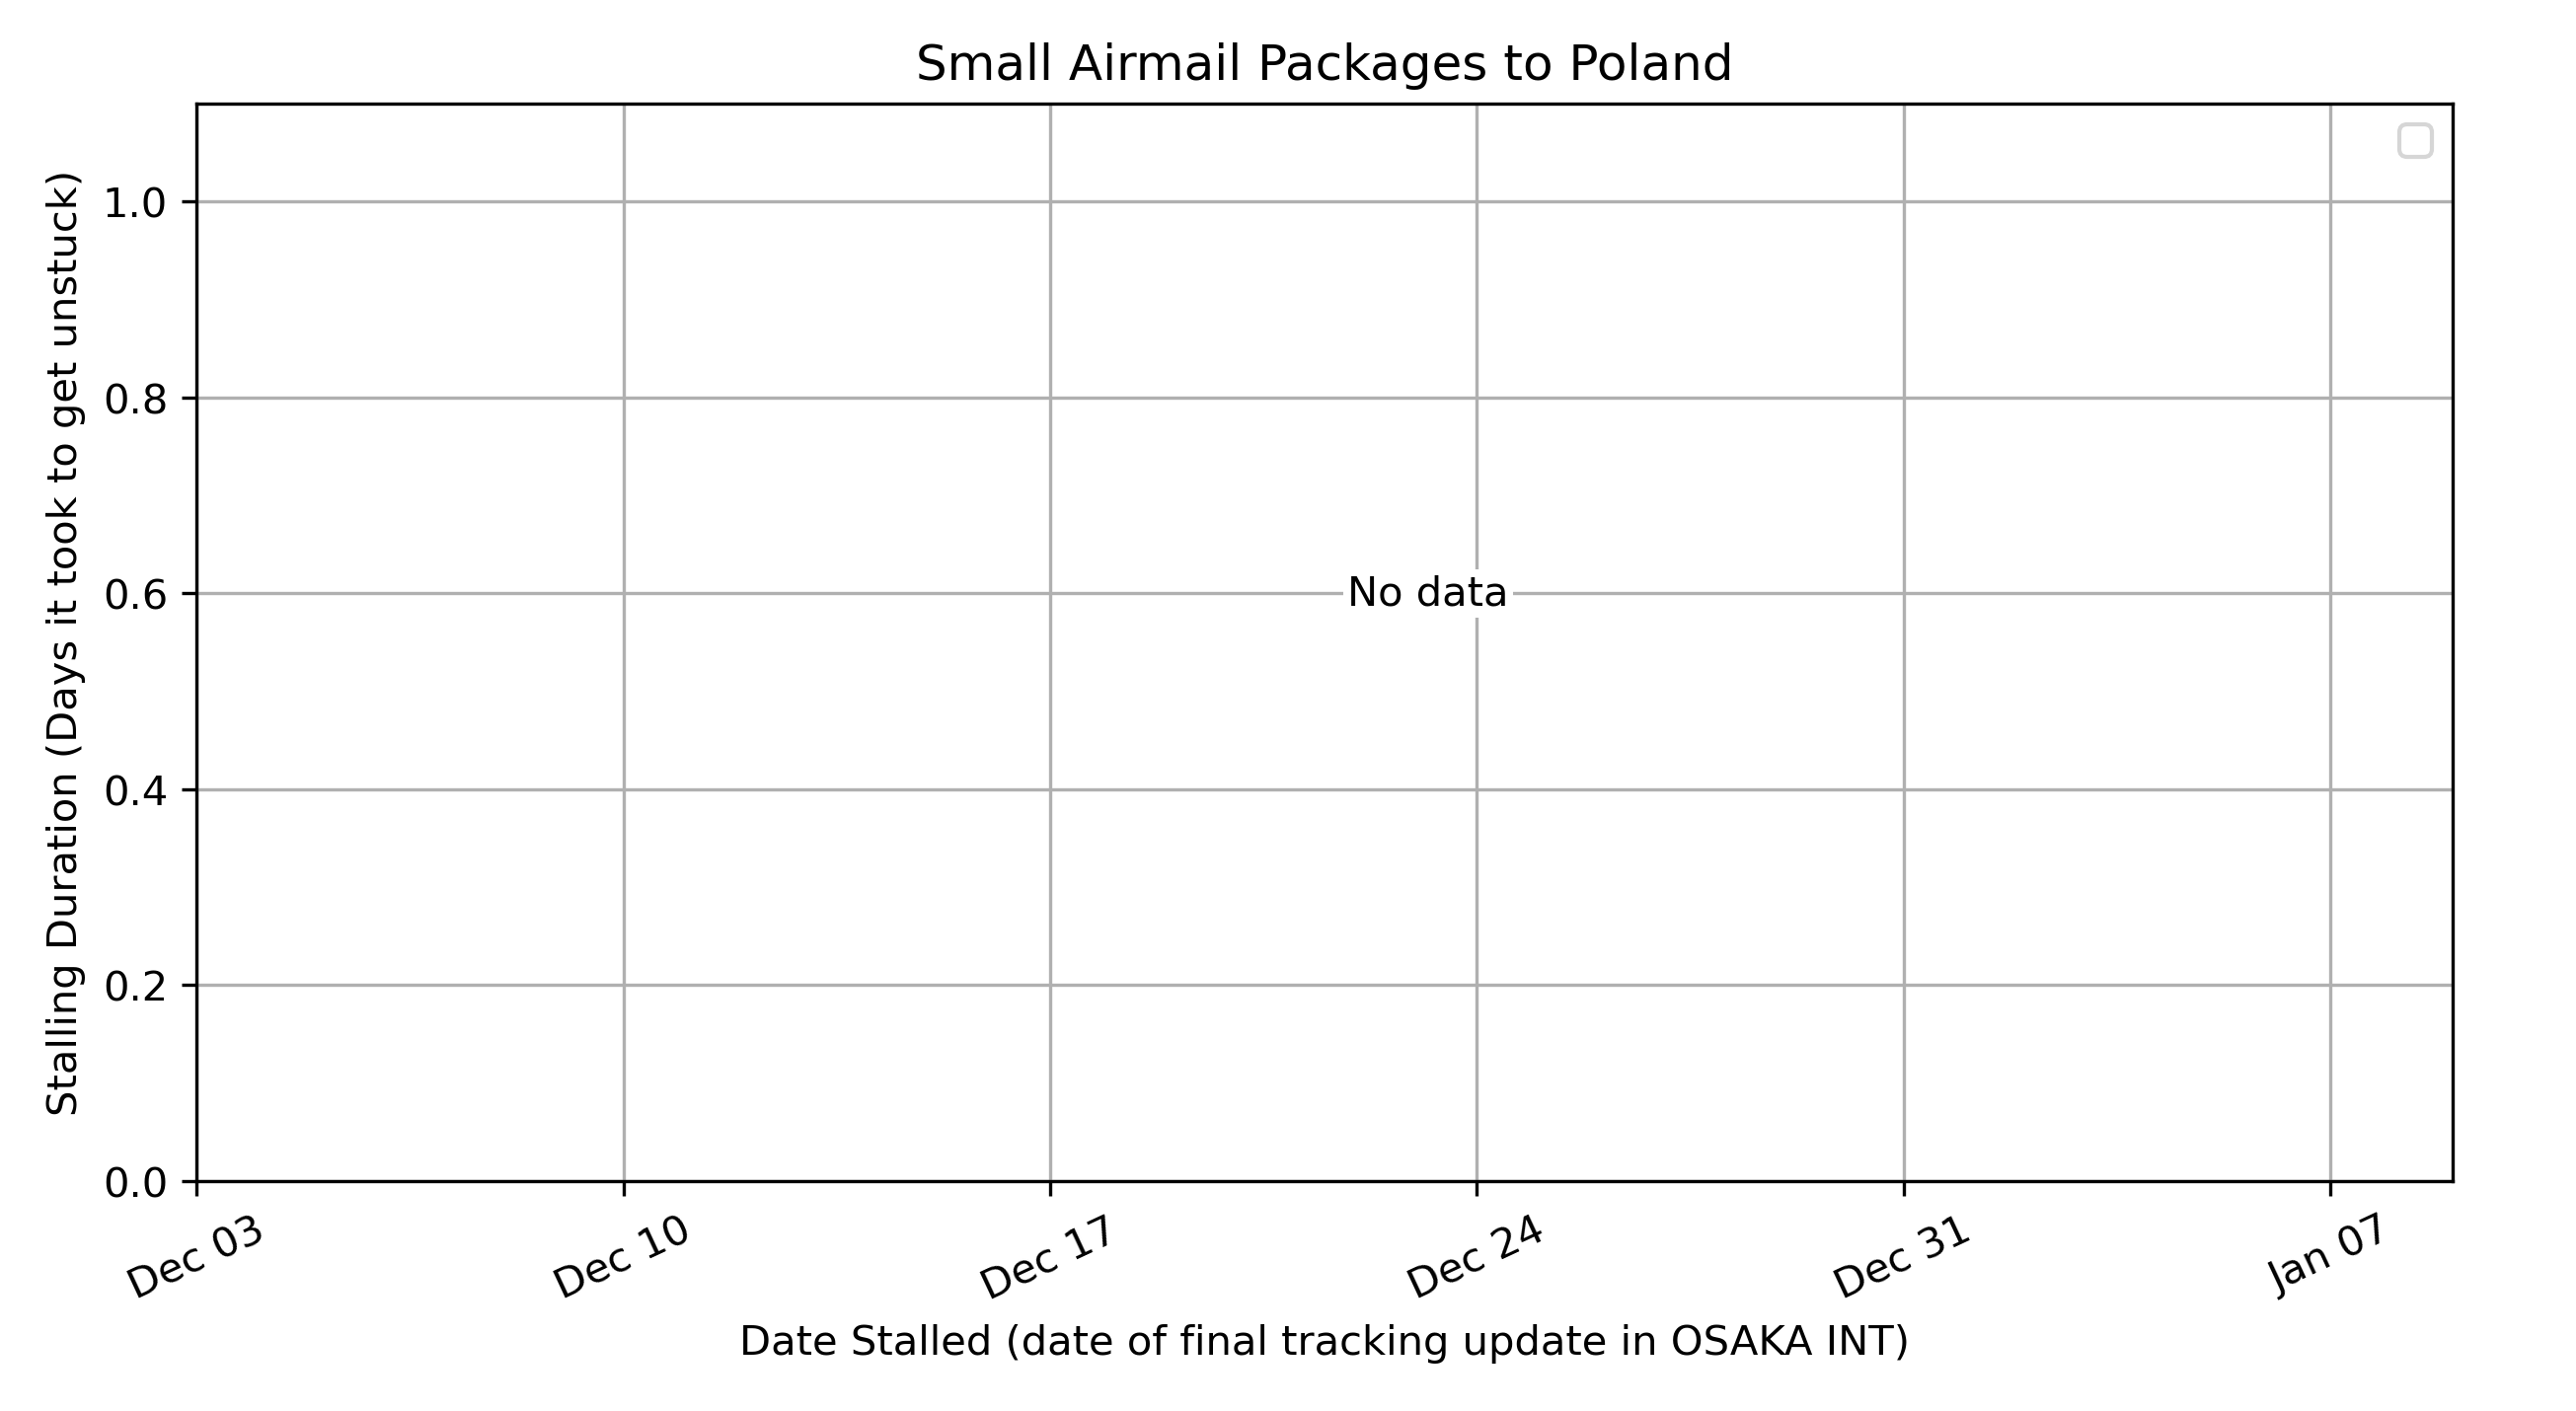 Small Airmail Packages to Poland
Stalling Duration (Days it took to get unstuck)
1.0
0.8
0.6
0.4
0.2
0.0
No data
Dec 03
Dec 10
Dec 17
Dec 24
Dec 31
Jan 07
Date Stalled (date of final tracking update in OSAKA INT)